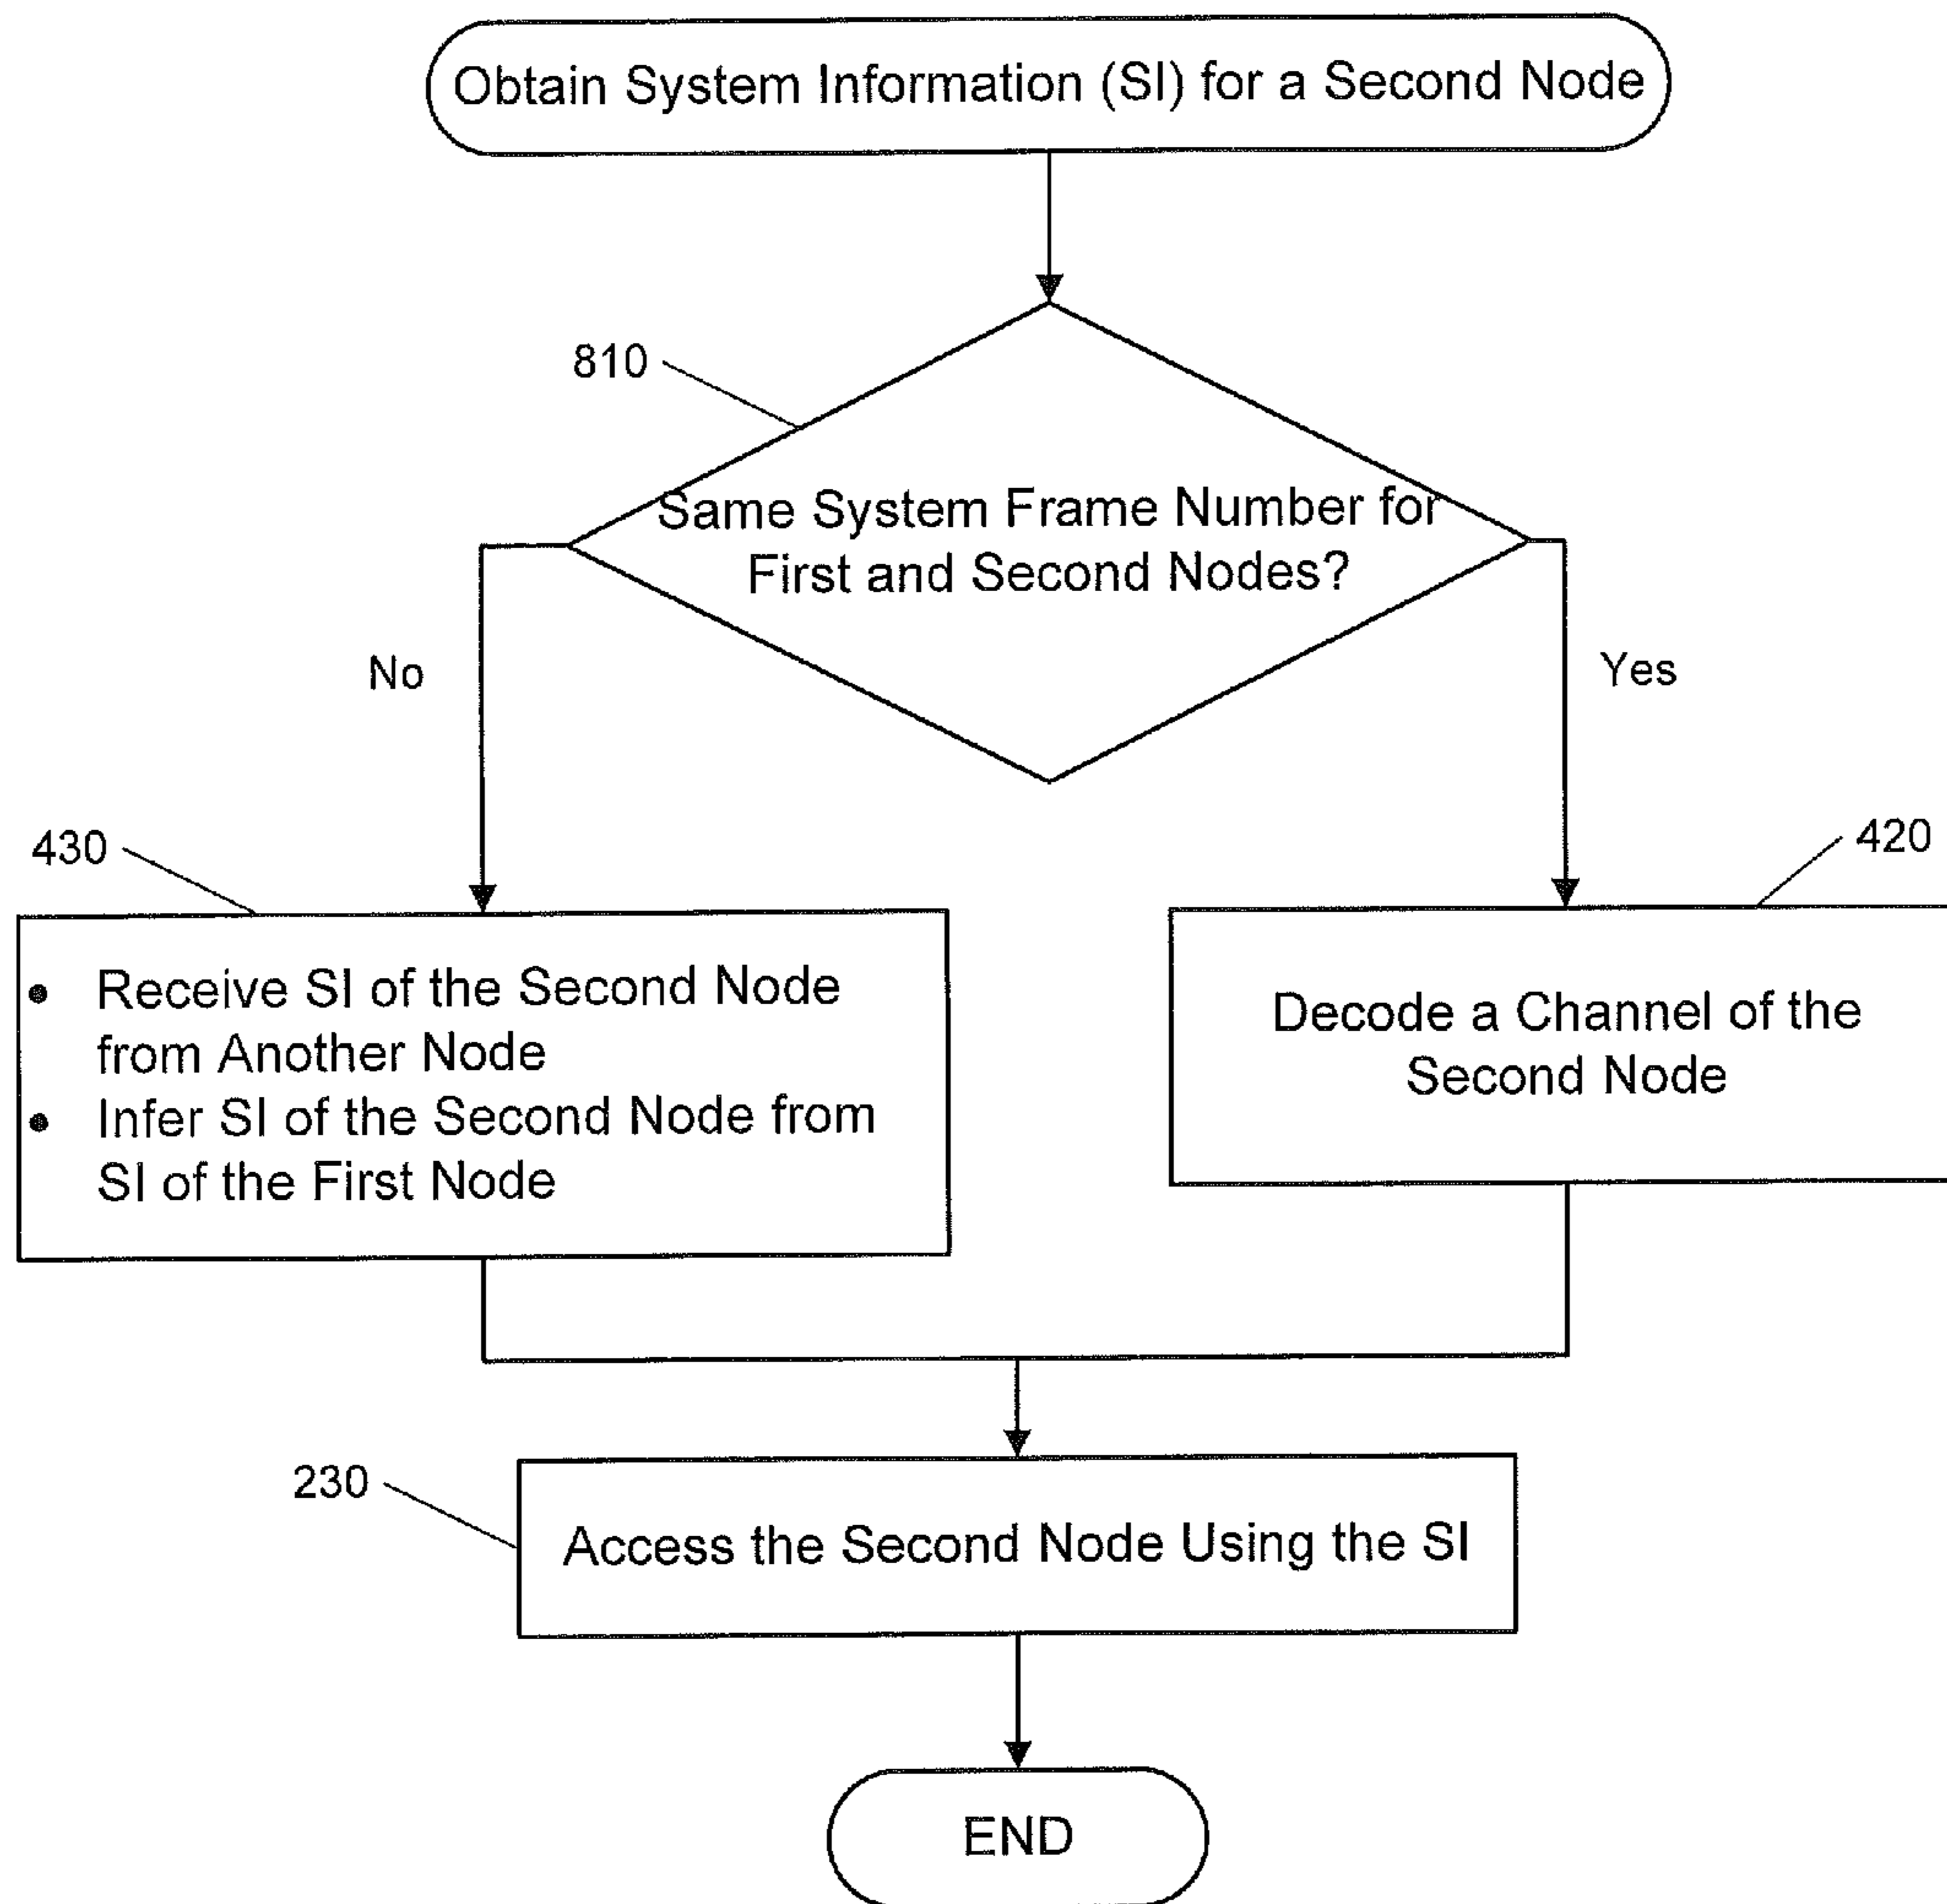 Obtain System Information (SI) for a Second Node
810
Same System Frame Number for
First and Second Nodes?
No
Yes
430
420
• Receive SI of the Second Node
from Another Node
• Infer SI of the Second Node from
SI of the First Node
Decode a Channel of the
Second Node
230
Access the Second Node Using the SI
END